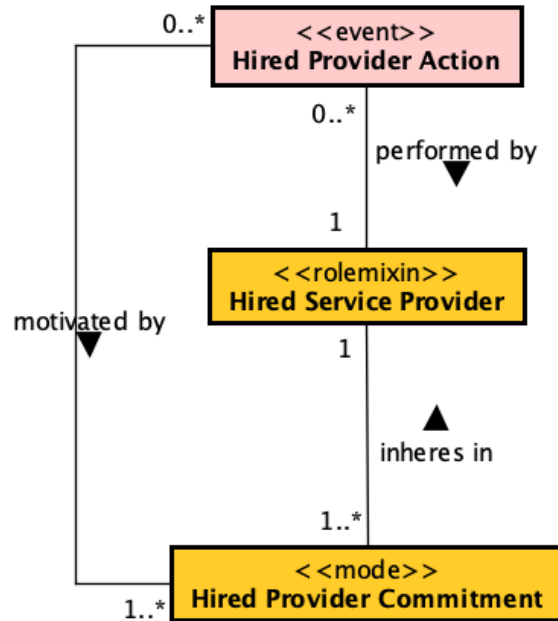 0..*
<<event>>
Hired Provider Action
0..*
performed by
1
<<rolemixin>>
Hired Service Provider
motivated by
1
inheres in
1..*
<<mode>>
Hired Provider Commitment
1..*